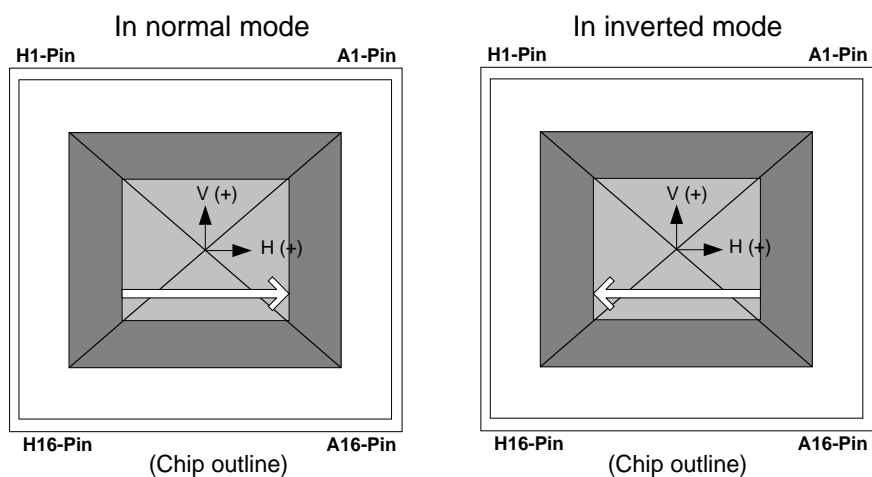 In normal mode
H1-Pin A1-Pin
V (+)
H (+)
H16-Pin A16-Pin
(Chip outline)
In inverted mode
H1-Pin A1-Pin
V (+)
H (+)
H16-Pin A16-Pin
(Chip outline)